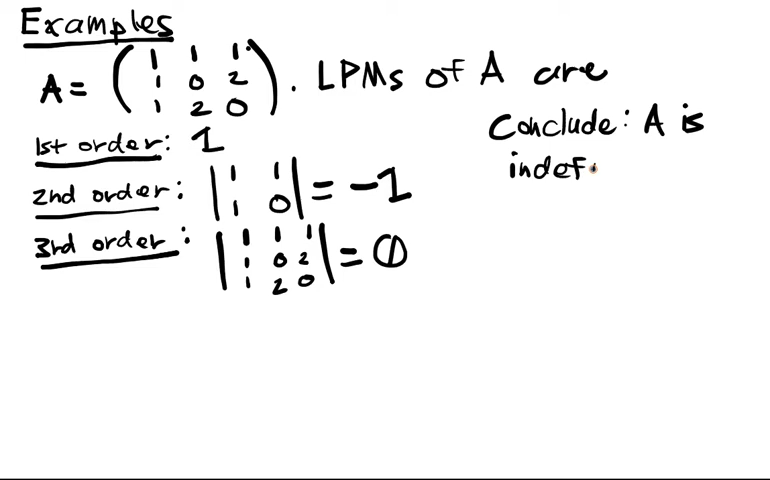 Examples
A = ( 1 1 1
1 0 2
1 2 0 ). LPMs of A are
1st order: 1
2nd order: | 1 1
1 0 | = -1
3rd order: | 1 1 1
1 0 2
1 2 0 | = 0
Conclude: A is
indef